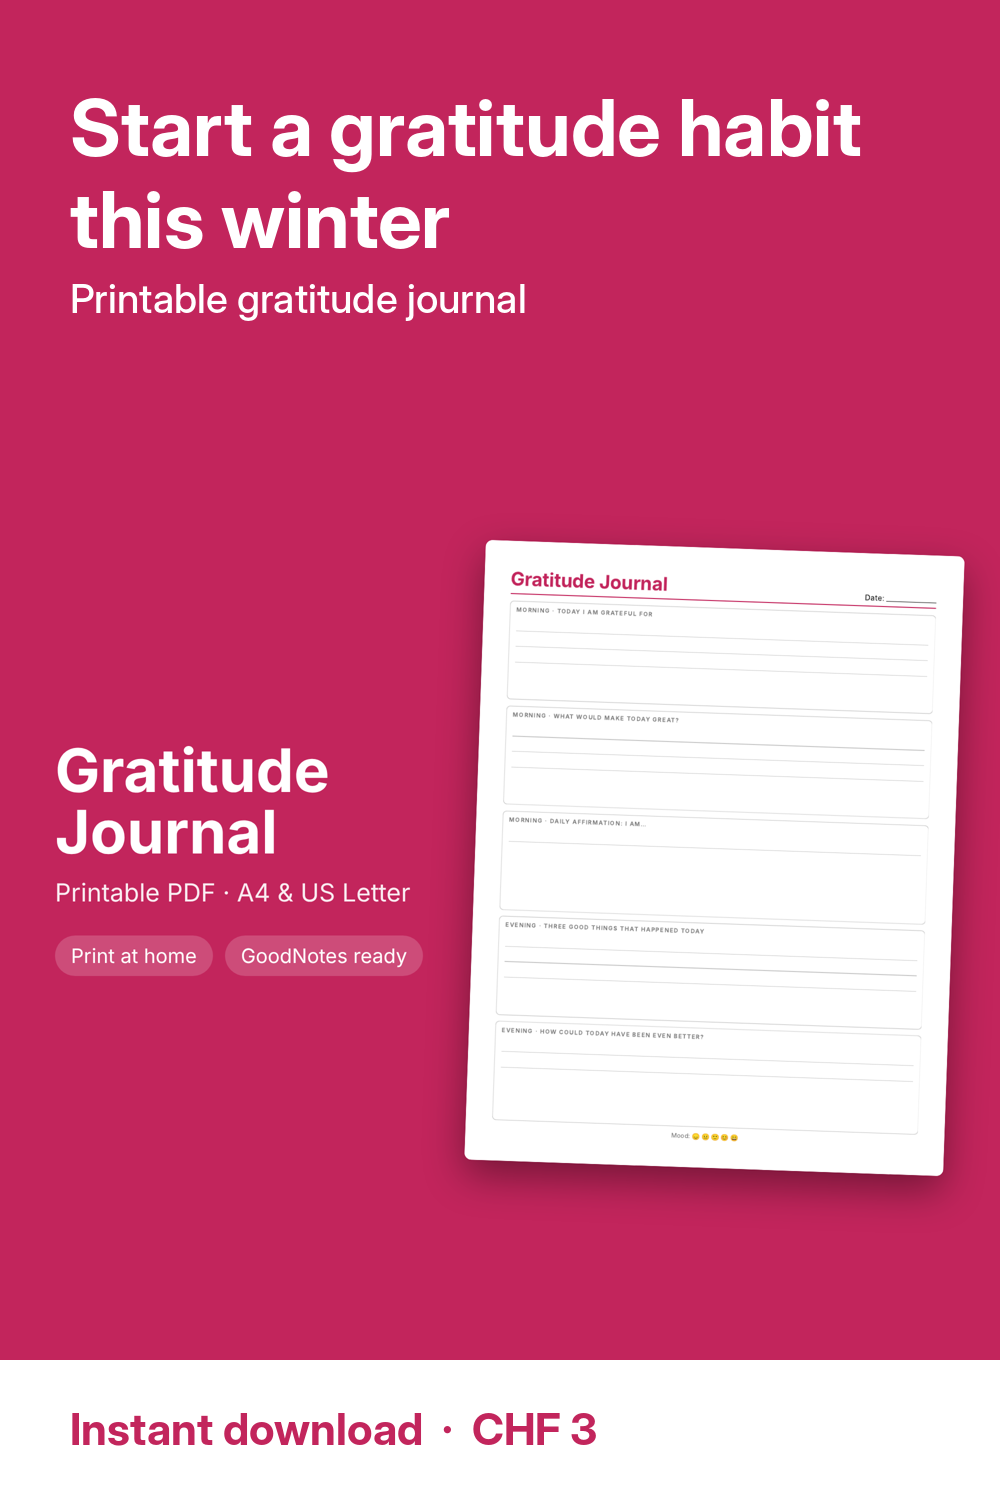 Start a gratitude habit
this winter
Printable gratitude journal
Gratitude
Journal
Printable PDF · A4 & US Letter
Print at home
GoodNotes ready
Gratitude Journal
Date:
MORNING · TODAY I AM GRATEFUL FOR
MORNING · WHAT WOULD MAKE TODAY GREAT?
MORNING · DAILY AFFIRMATION: I AM...
EVENING · THREE GOOD THINGS THAT HAPPENED TODAY
EVENING · HOW COULD TODAY HAVE BEEN EVEN BETTER?
Mood:
Instant download · CHF 3